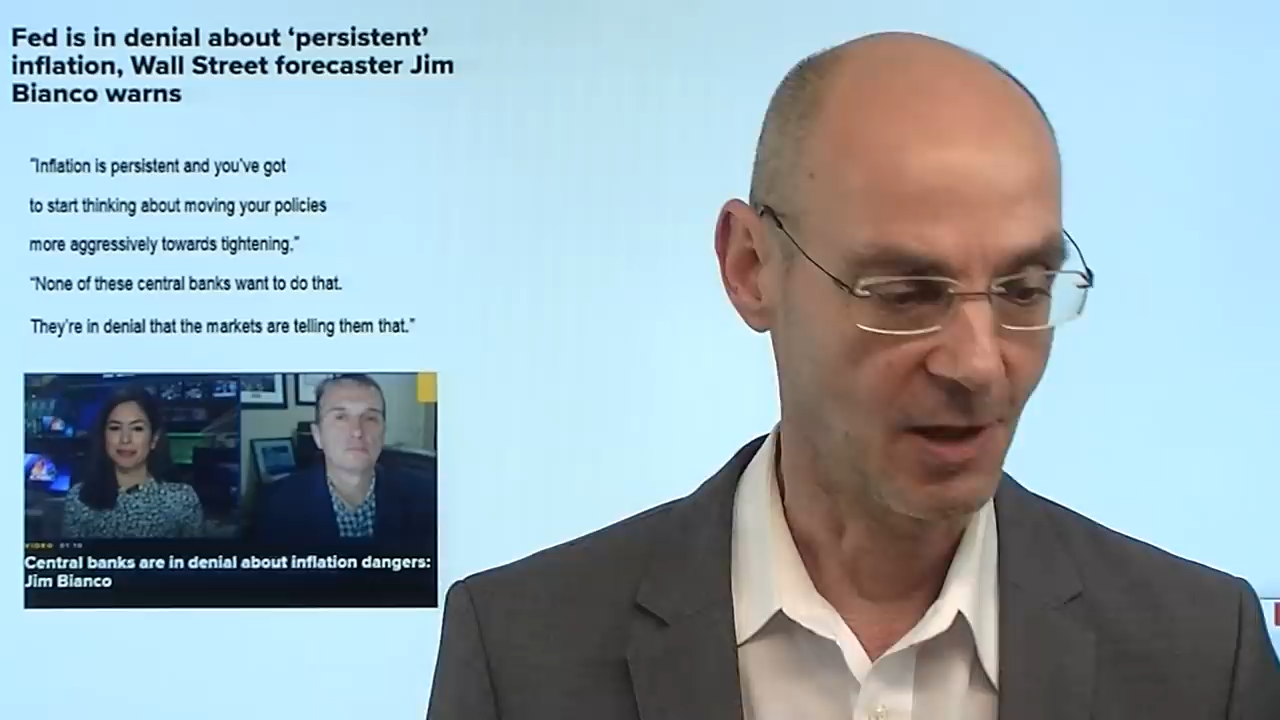 Fed is in denial about ‘persistent’
inflation, Wall Street forecaster Jim
Bianco warns
"Inflation is persistent and you've got
to start thinking about moving your policies
more aggressively towards tightening."
"None of these central banks want to do that.
They're in denial that the markets are telling them that."
VIDEO
Central banks are in denial about inflation dangers:
Jim Bianco